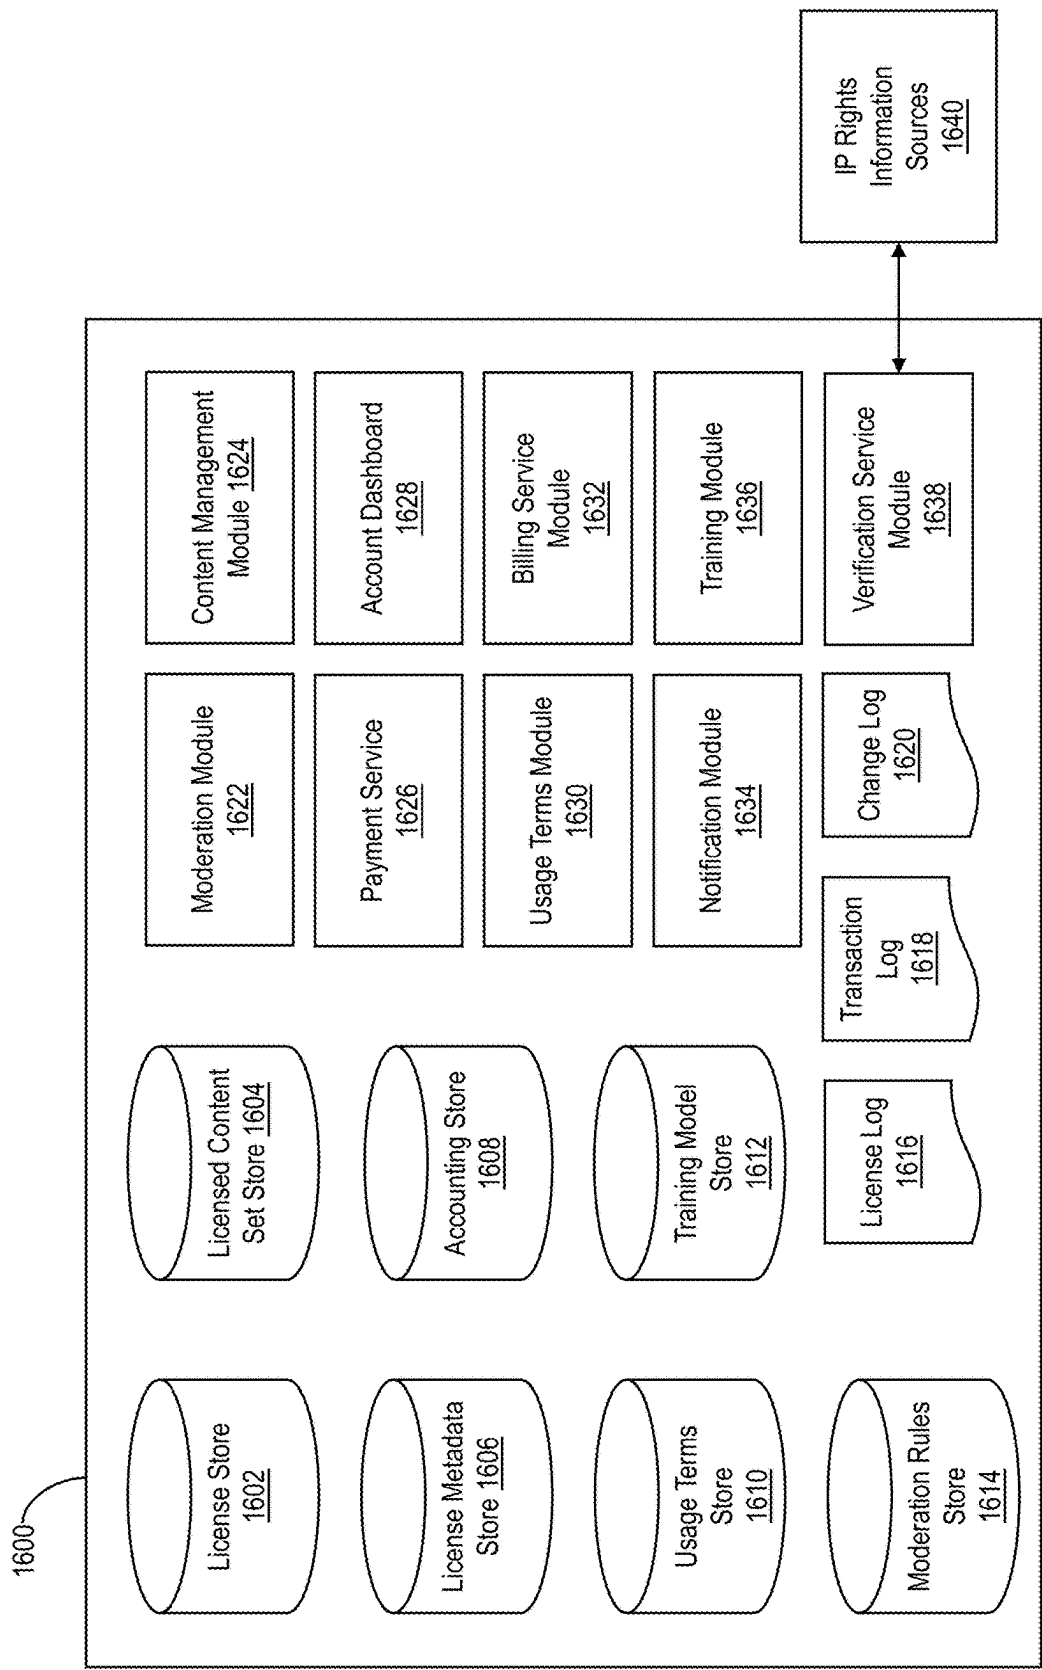 1600
License Store
1602
Licensed Content
Set Store 1604
Moderation Module
1622
Content Management
Module 1624
License Metadata
Store 1606
Accounting Store
1608
Payment Service
1626
Account Dashboard
1628
Usage Terms
Store
1610
Training Model
Store
1612
Usage Terms Module
1630
Billing Service
Module
1632
Notification Module
1634
Training Module
1636
Moderation Rules
Store
1614
License Log
1616
Transaction
Log
1618
Change Log
1620
Verification Service
Module
1638
IP Rights
Information
Sources
1640